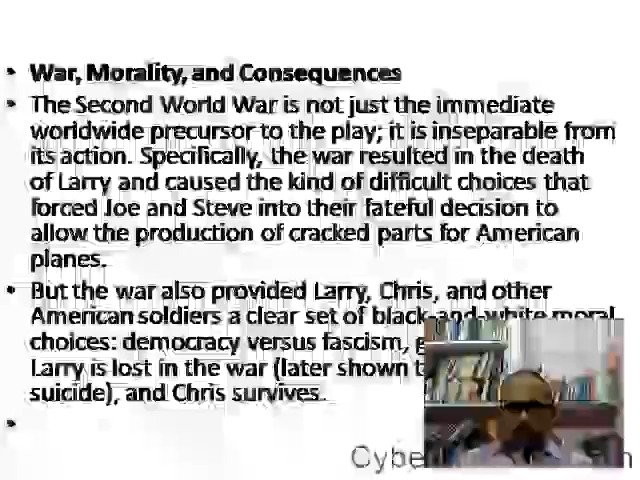 War, Morality, and Consequences
The Second World War is not just the immediate
worldwide precursor to the play; it is inseparable from
its action. Specifically, the war resulted in the death
of Larry and caused the kind of difficult choices that
forced Joe and Steve into their fateful decision to
allow the production of cracked parts for American
planes.
But the war also provided Larry, Chris, and other
American soldiers a clear set of black-and-white moral
choices: democracy versus fascism,
Larry is lost in the war (later shown
suicide), and Chris survives.